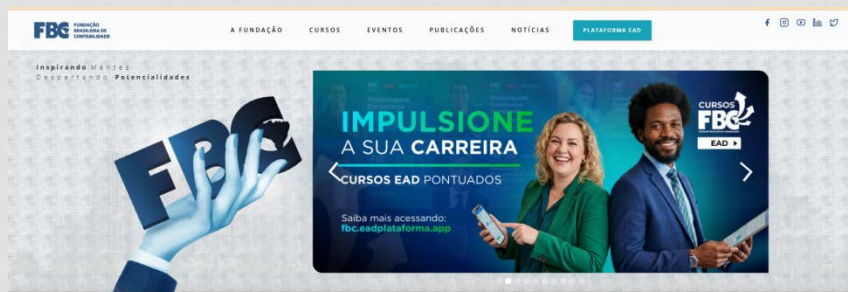 FBC
FUNDAÇÃO
BRASILEIRA DE
CONTABILIDADE
A FUNDAÇÃO
CURSOS
EVENTOS
PUBLICAÇÕES
NOTÍCIAS
PLATAFORMA EAD
Inspirando Mentes
Despertando Potencialidades
FBC
IMPULSIONE
A SUA CARREIRA
CURSOS EAD PONTUADOS
Saiba mais acessando:
fbc.eadplataforma.app
CURSOS
FBC
EAD